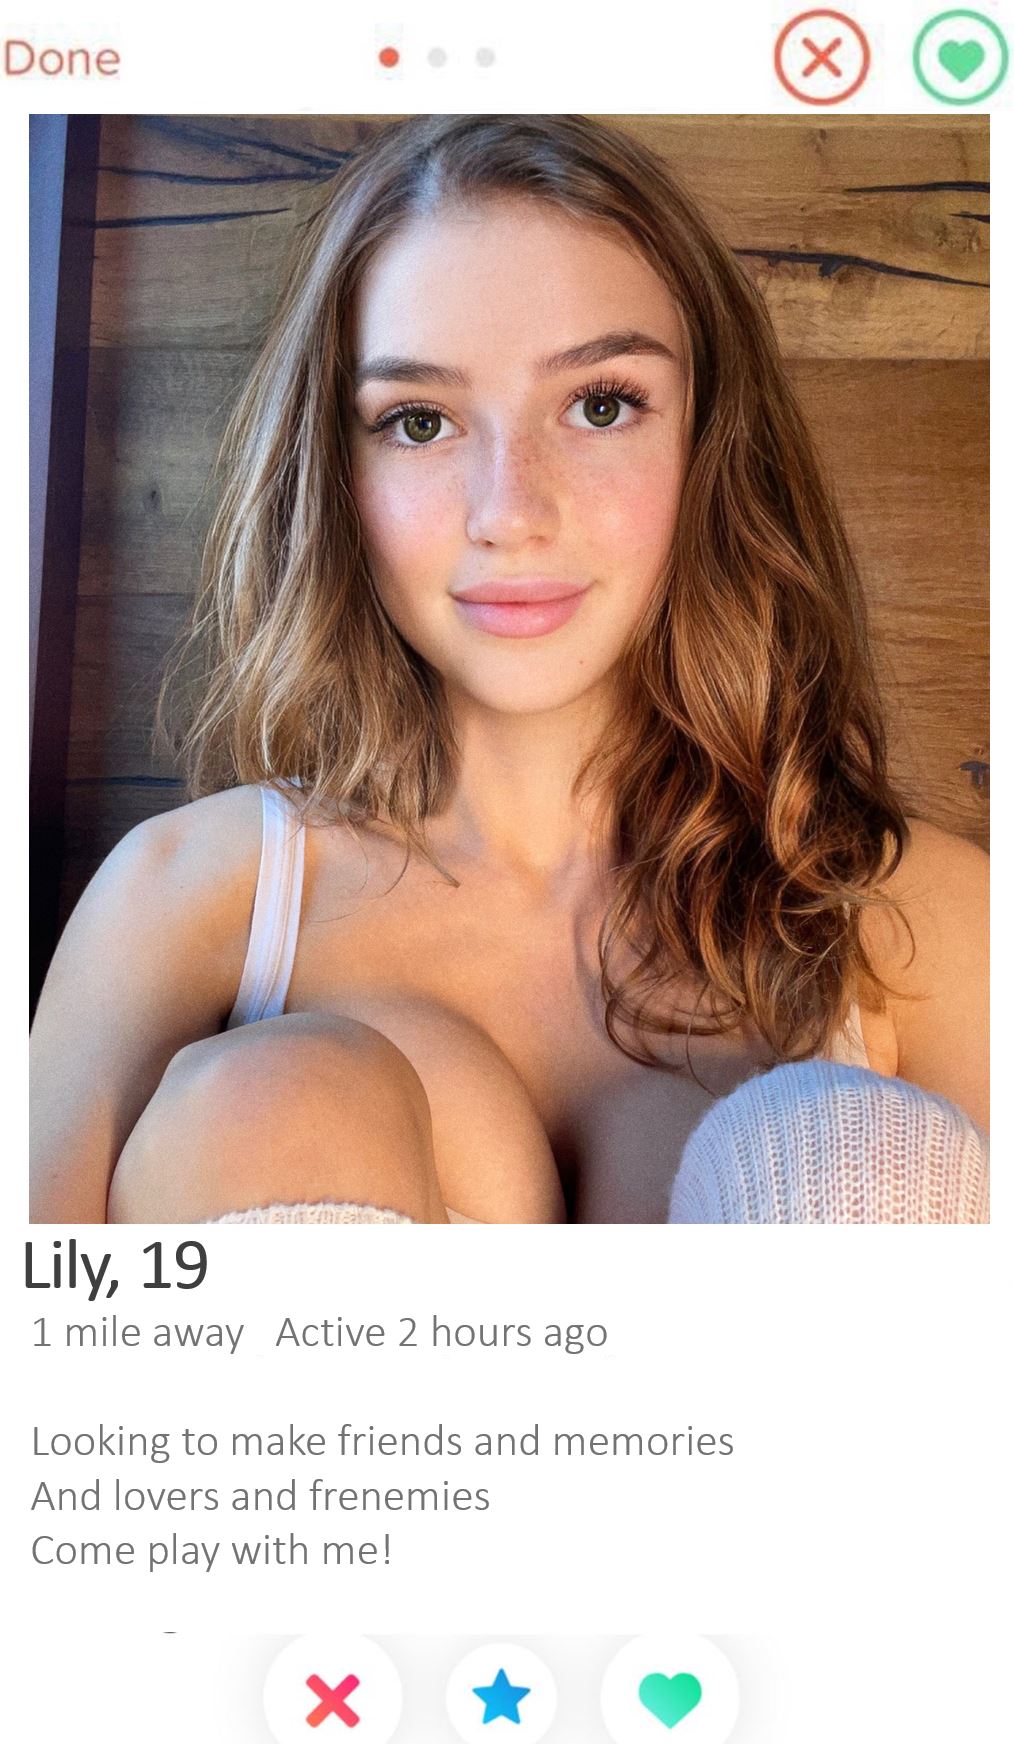 Done
Lily, 19
1 mile away Active 2 hours ago
Looking to make friends and memories
And lovers and frenemies
Come play with me!